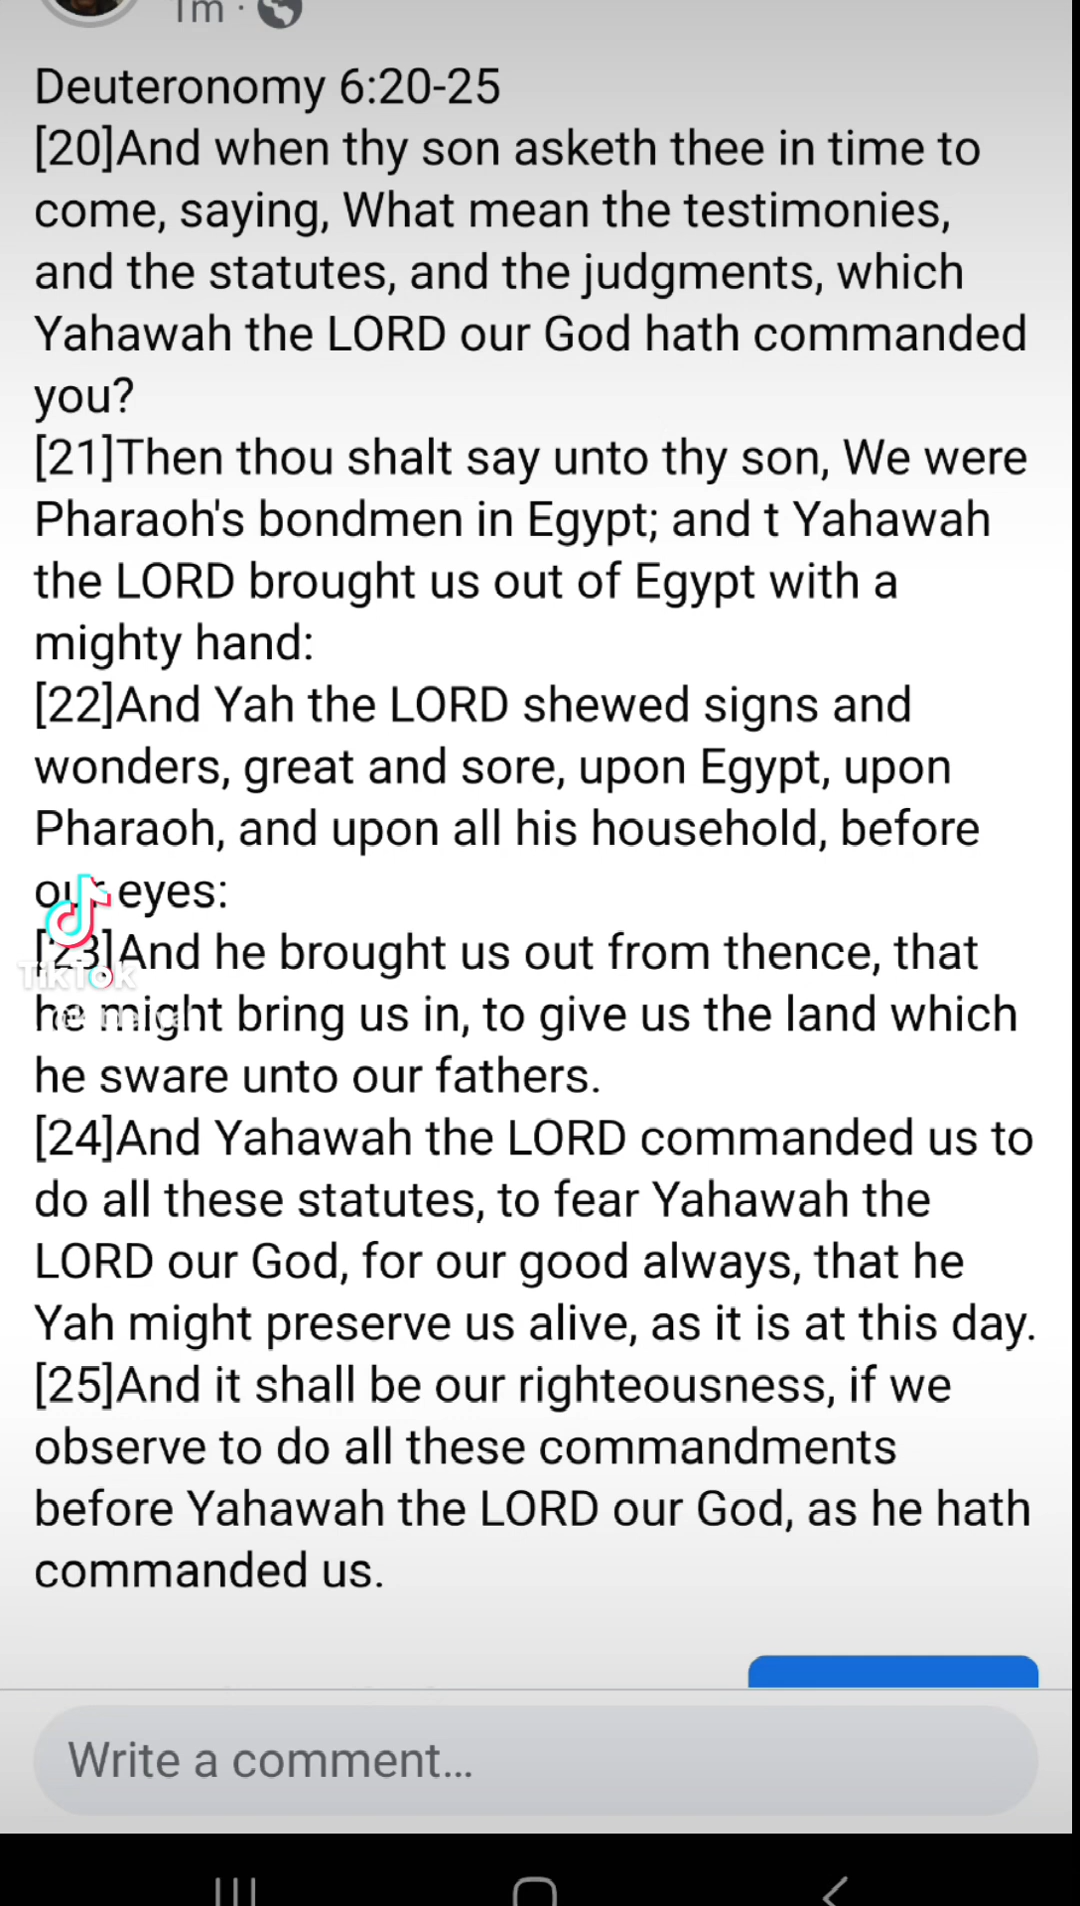 1m ·
Deuteronomy 6:20-25
[20]And when thy son asketh thee in time to
come, saying, What mean the testimonies,
and the statutes, and the judgments, which
Yahawah the LORD our God hath commanded
you?
[21]Then thou shalt say unto thy son, We were
Pharaoh's bondmen in Egypt; and t Yahawah
the LORD brought us out of Egypt with a
mighty hand:
[22]And Yah the LORD shewed signs and
wonders, great and sore, upon Egypt, upon
Pharaoh, and upon all his household, before
our eyes:
[23]And he brought us out from thence, that
TikTok
he might bring us in, to give us the land which
he sware unto our fathers.
[24]And Yahawah the LORD commanded us to
do all these statutes, to fear Yahawah the
LORD our God, for our good always, that he
Yah might preserve us alive, as it is at this day.
[25]And it shall be our righteousness, if we
observe to do all these commandments
before Yahawah the LORD our God, as he hath
commanded us.
Write a comment...